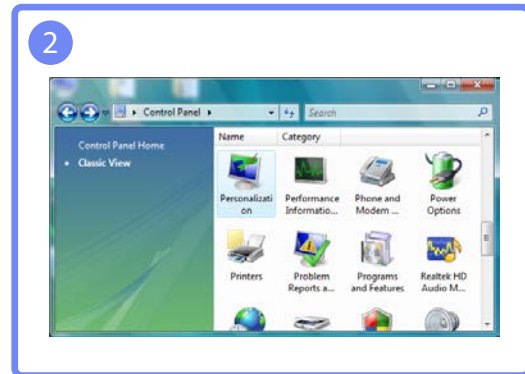 2
Control Panel
Search
Control Panel Home
Classic View
Name Category
Personalizati
on
Performance
Informatio...
Phone and
Modem ...
Power
Options
Printers
Problem
Reports a...
Programs
and Features
Realtek HD
Audio M...